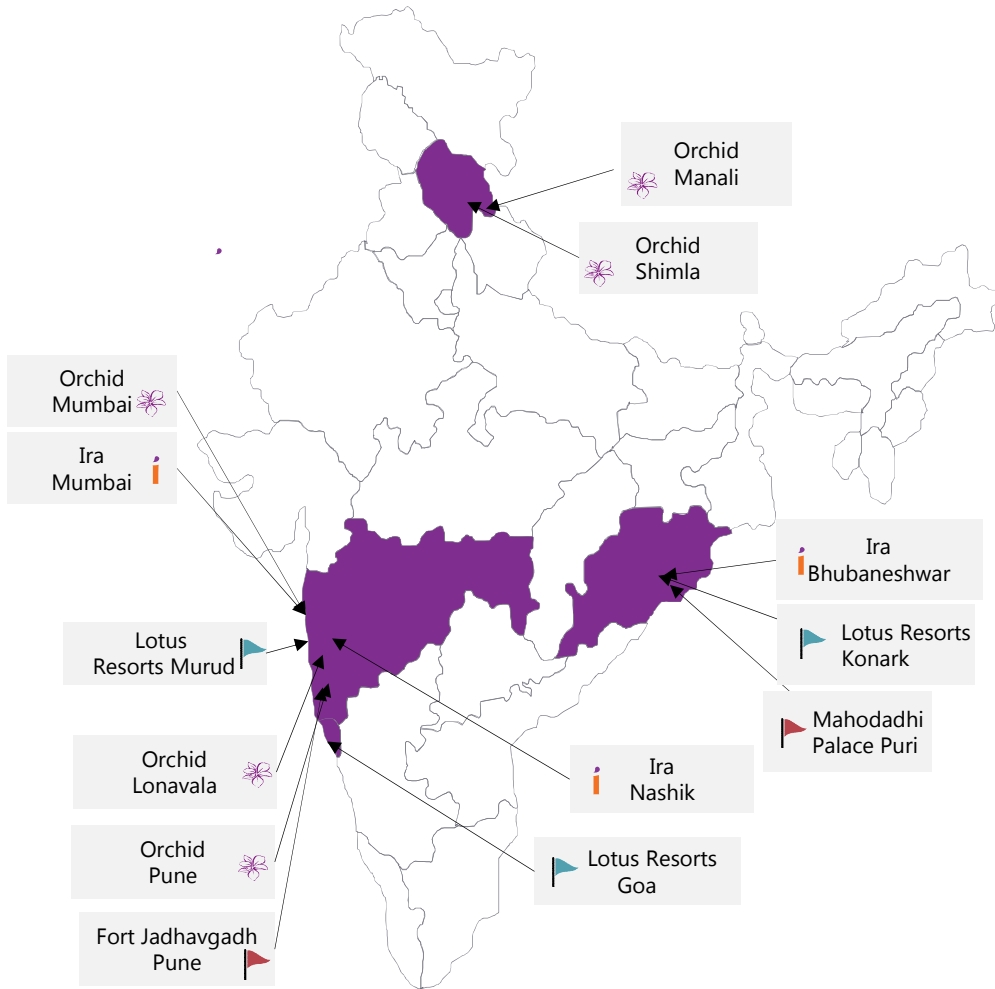 Orchid
Manali
Orchid
Shimla
Orchid
Mumbai
Ira
Mumbai
Lotus
Resorts Murud
Orchid
Lonavala
Orchid
Pune
Fort Jadhavgadh
Pune
Ira
Bhubaneshwar
Lotus Resorts
Konark
Mahodadhi
Palace Puri
Ira
Nashik
Lotus Resorts
Goa